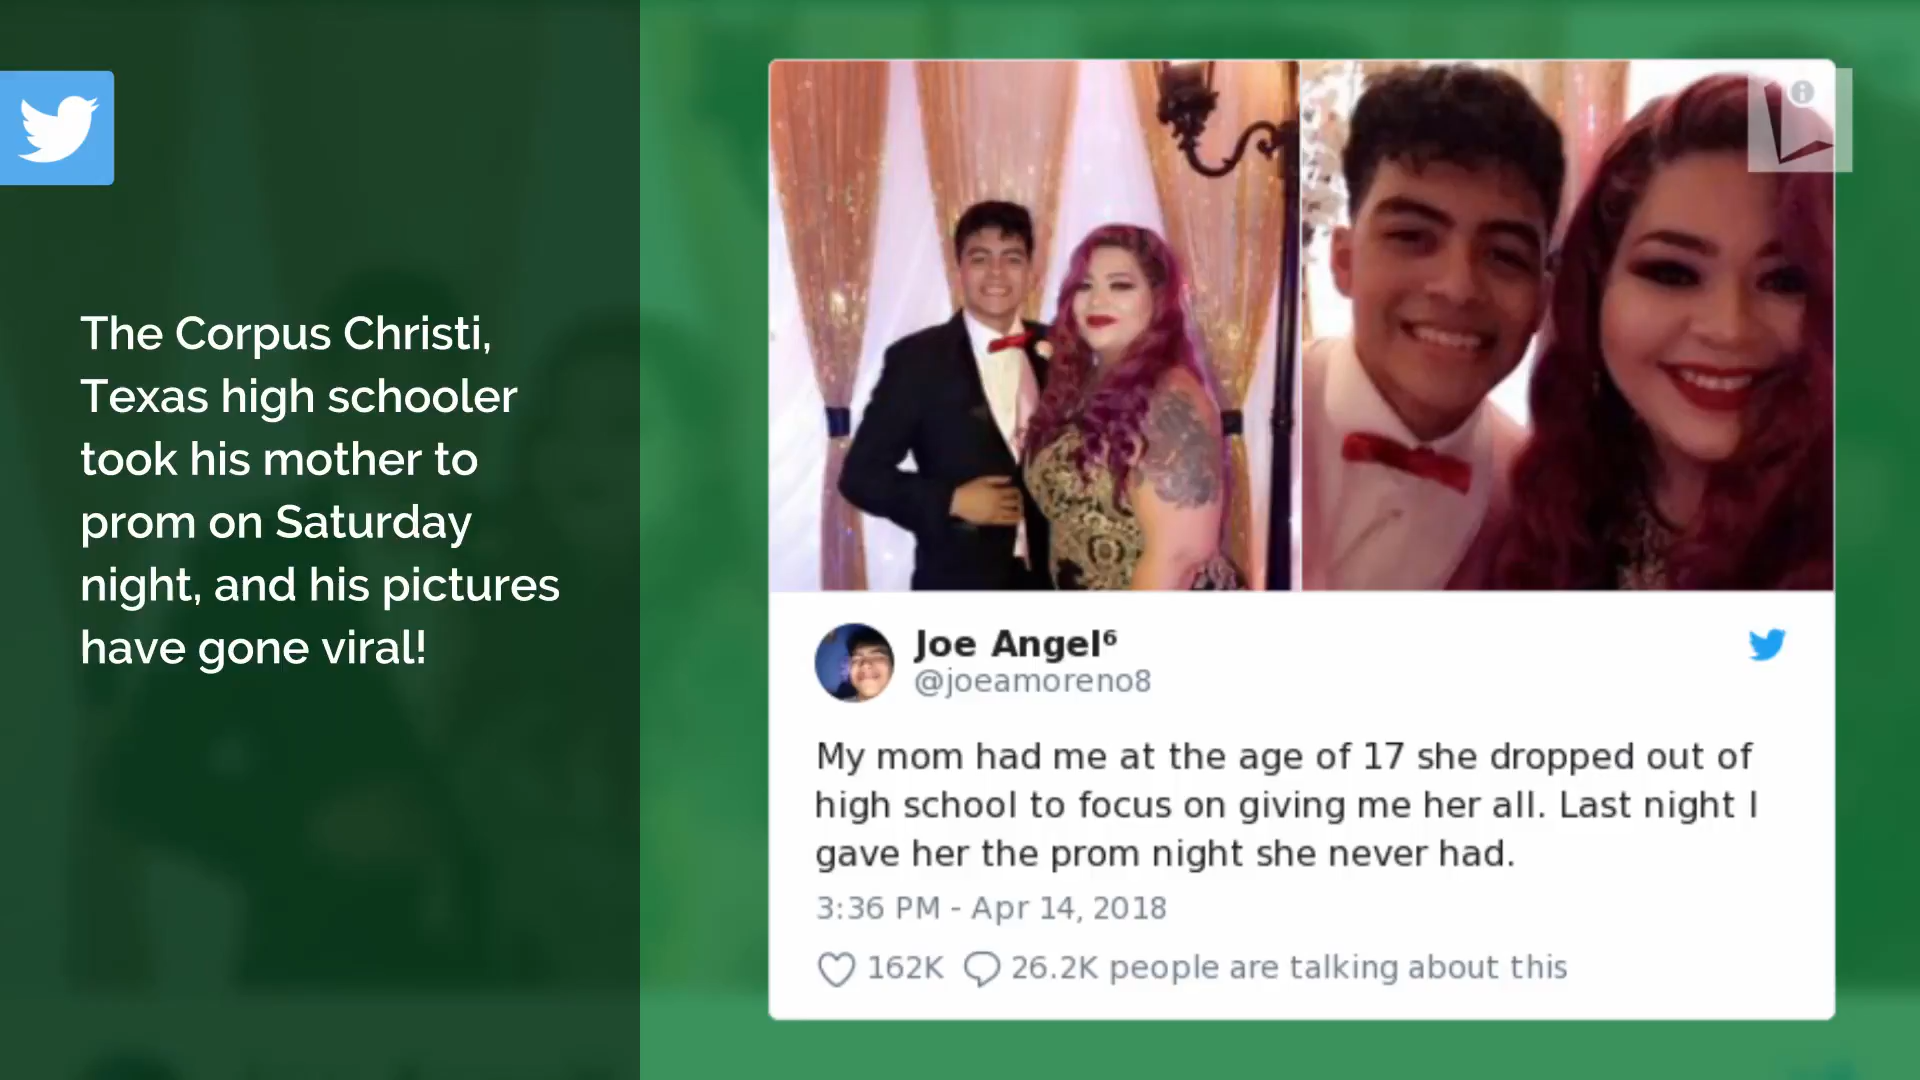 The Corpus Christi,
Texas high schooler
took his mother to
prom on Saturday
night, and his pictures
have gone viral!
Joe Angel⁶
@joeamoreno8
My mom had me at the age of 17 she dropped out of
high school to focus on giving me her all. Last night I
gave her the prom night she never had.
3:36 PM - Apr 14, 2018
162K 26.2K people are talking about this